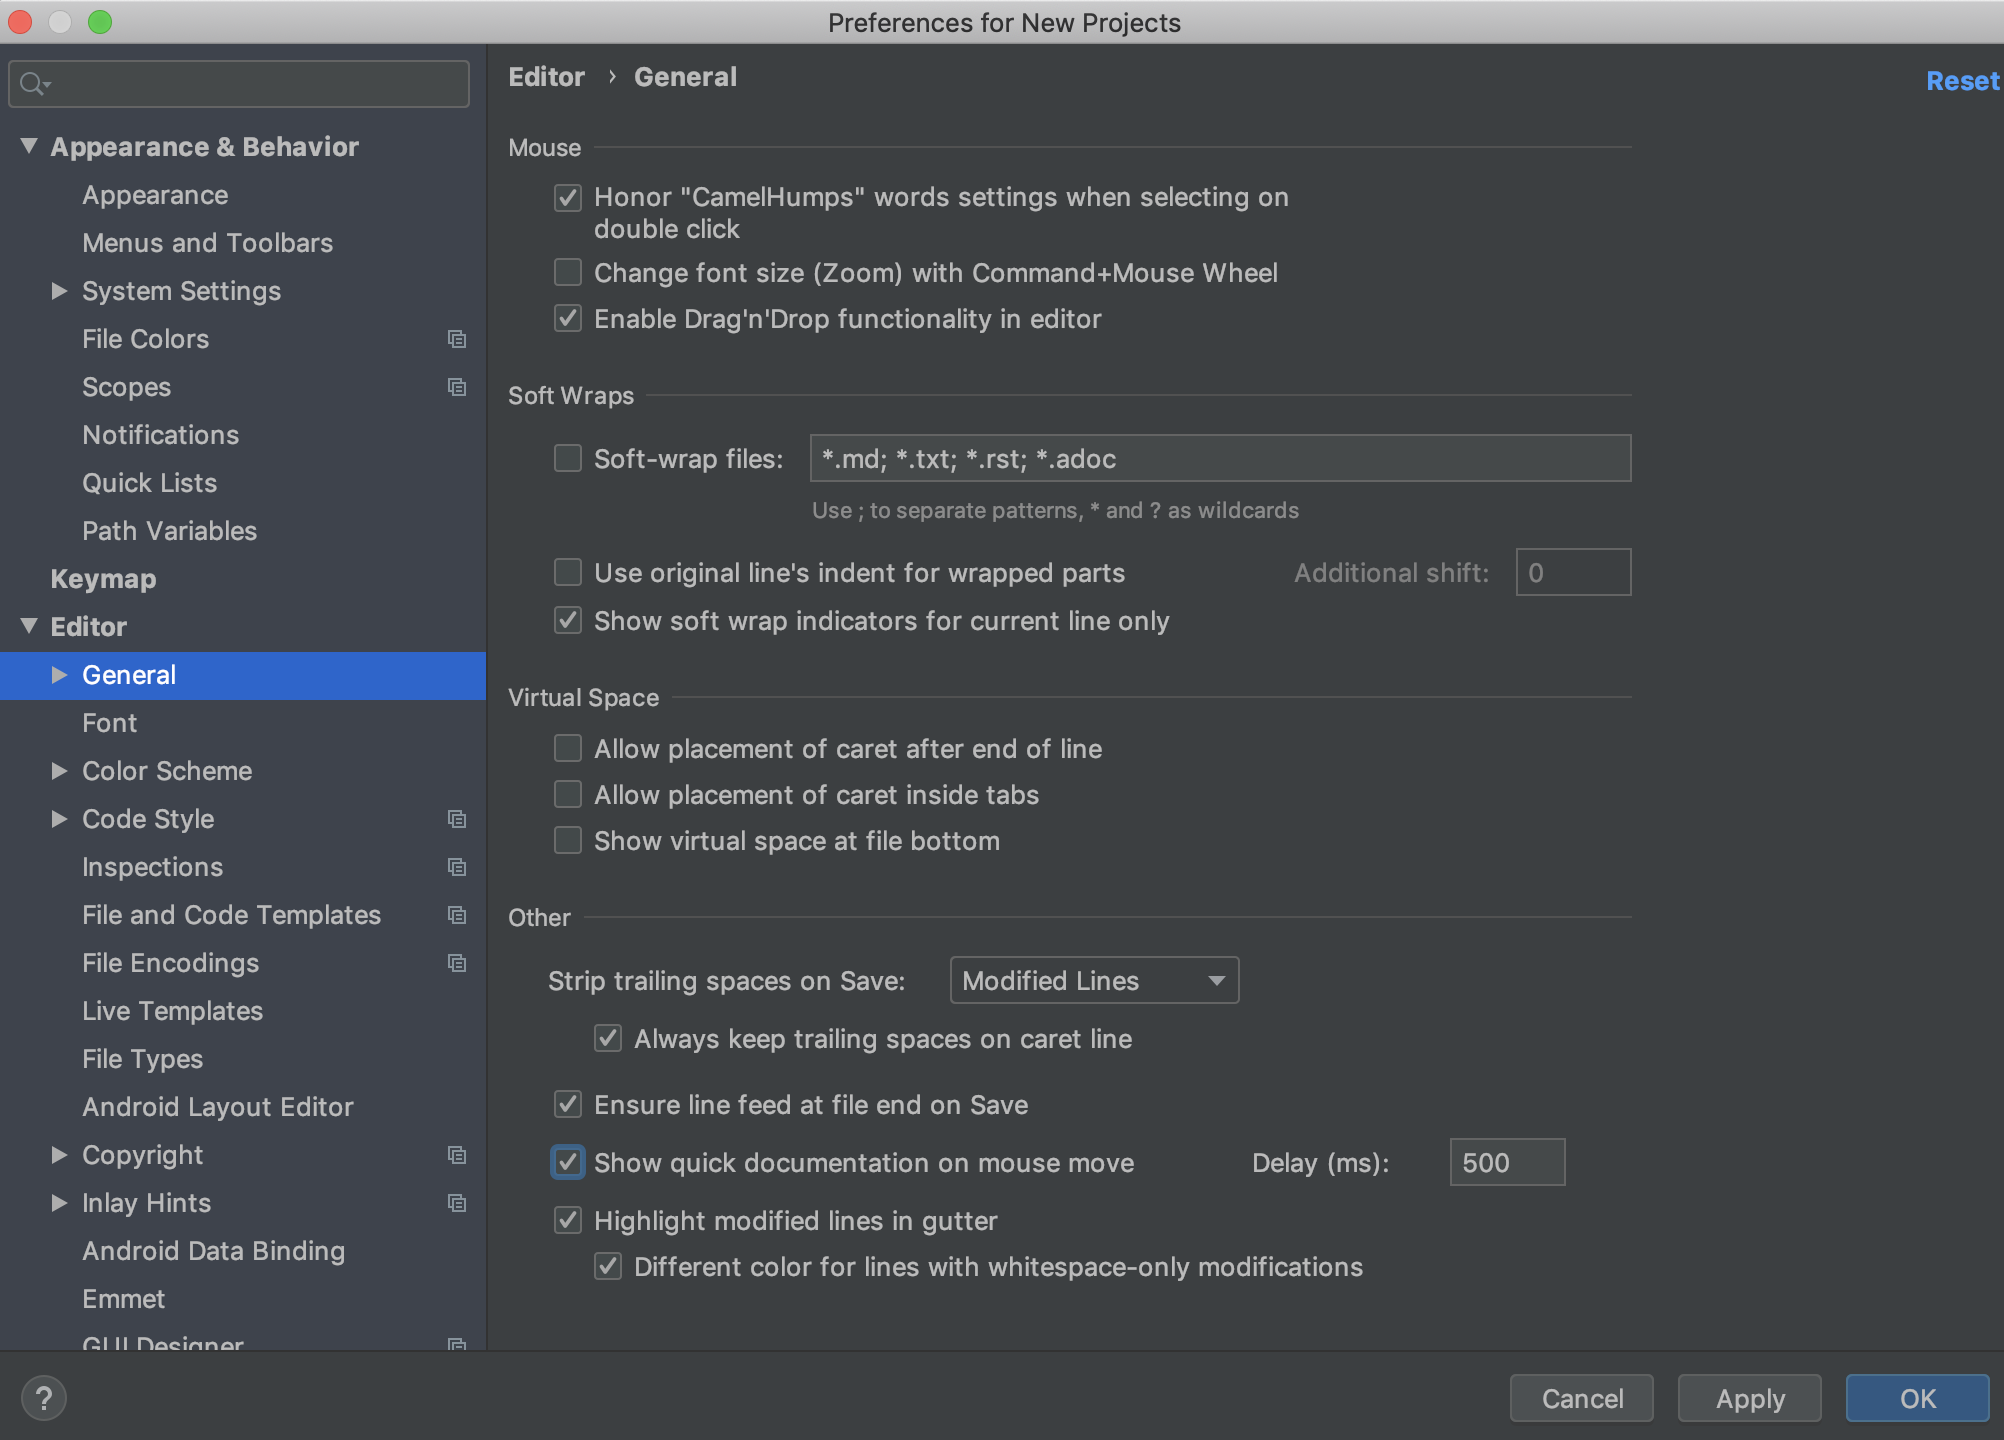 Preferences for New Projects
Appearance & Behavior
Appearance
Menus and Toolbars
System Settings
File Colors
Scopes
Notifications
Quick Lists
Path Variables
Keymap
Editor
General
Font
Color Scheme
Code Style
Inspections
File and Code Templates
File Encodings
Live Templates
File Types
Android Layout Editor
Copyright
Inlay Hints
Android Data Binding
Emmet
GUI Designer
Editor › General
Reset
Mouse
Honor "CamelHumps" words settings when selecting on
double click
Change font size (Zoom) with Command+Mouse Wheel
Enable Drag'n'Drop functionality in editor
Soft Wraps
Soft-wrap files: *.md; *.txt; *.rst; *.adoc
Use ; to separate patterns, * and ? as wildcards
Use original line's indent for wrapped parts Additional shift: 0
Show soft wrap indicators for current line only
Virtual Space
Allow placement of caret after end of line
Allow placement of caret inside tabs
Show virtual space at file bottom
Other
Strip trailing spaces on Save: Modified Lines
Always keep trailing spaces on caret line
Ensure line feed at file end on Save
Show quick documentation on mouse move Delay (ms): 500
Highlight modified lines in gutter
Different color for lines with whitespace-only modifications
? Cancel Apply OK